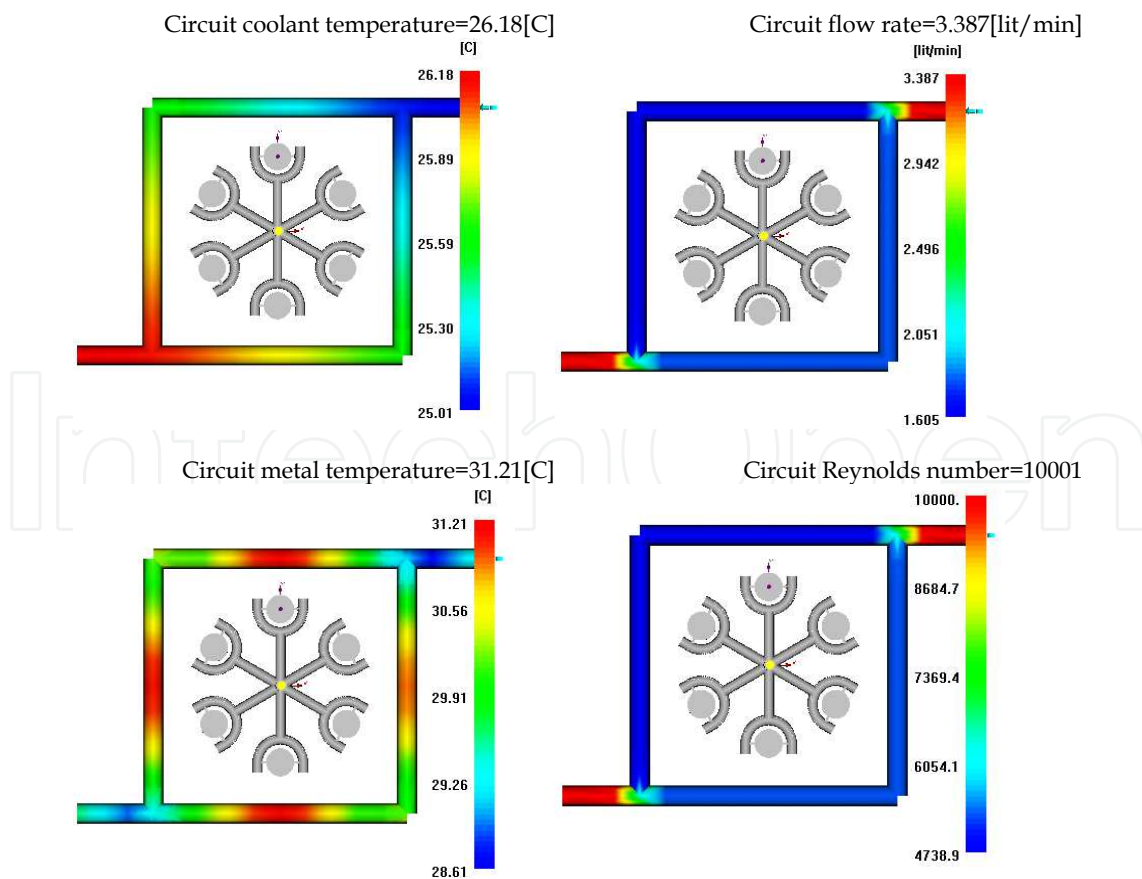 Circuit coolant temperature=26.18[C]
[C]
26.18
25.89
25.59
25.30
25.01
Circuit flow rate=3.387[lit/min]
[lit/min]
3.387
2.942
2.496
2.051
1.605
Circuit metal temperature=31.21[C]
[C]
31.21
30.56
29.91
29.26
28.61
Circuit Reynolds number=10001
10000.
8684.7
7369.4
6054.1
4738.9
IntechOpen